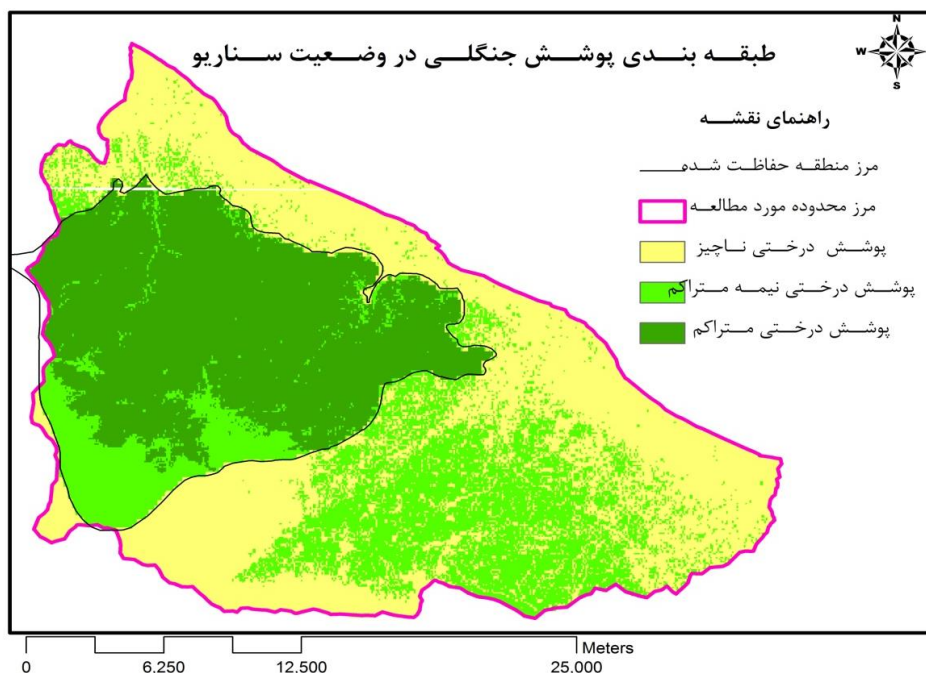 طبقه بندی پوشش جنگلی در وضعیت سناریو
N
W
E
S
راهنمای نقشه
مرز منطقه حفاظت شده
مرز محدوده مورد مطالعه
پوشش درختی ناچیز
پوشش درختی نیمه متراکم
پوشش درختی متراکم
Meters
0 6.250 12.500 25.000